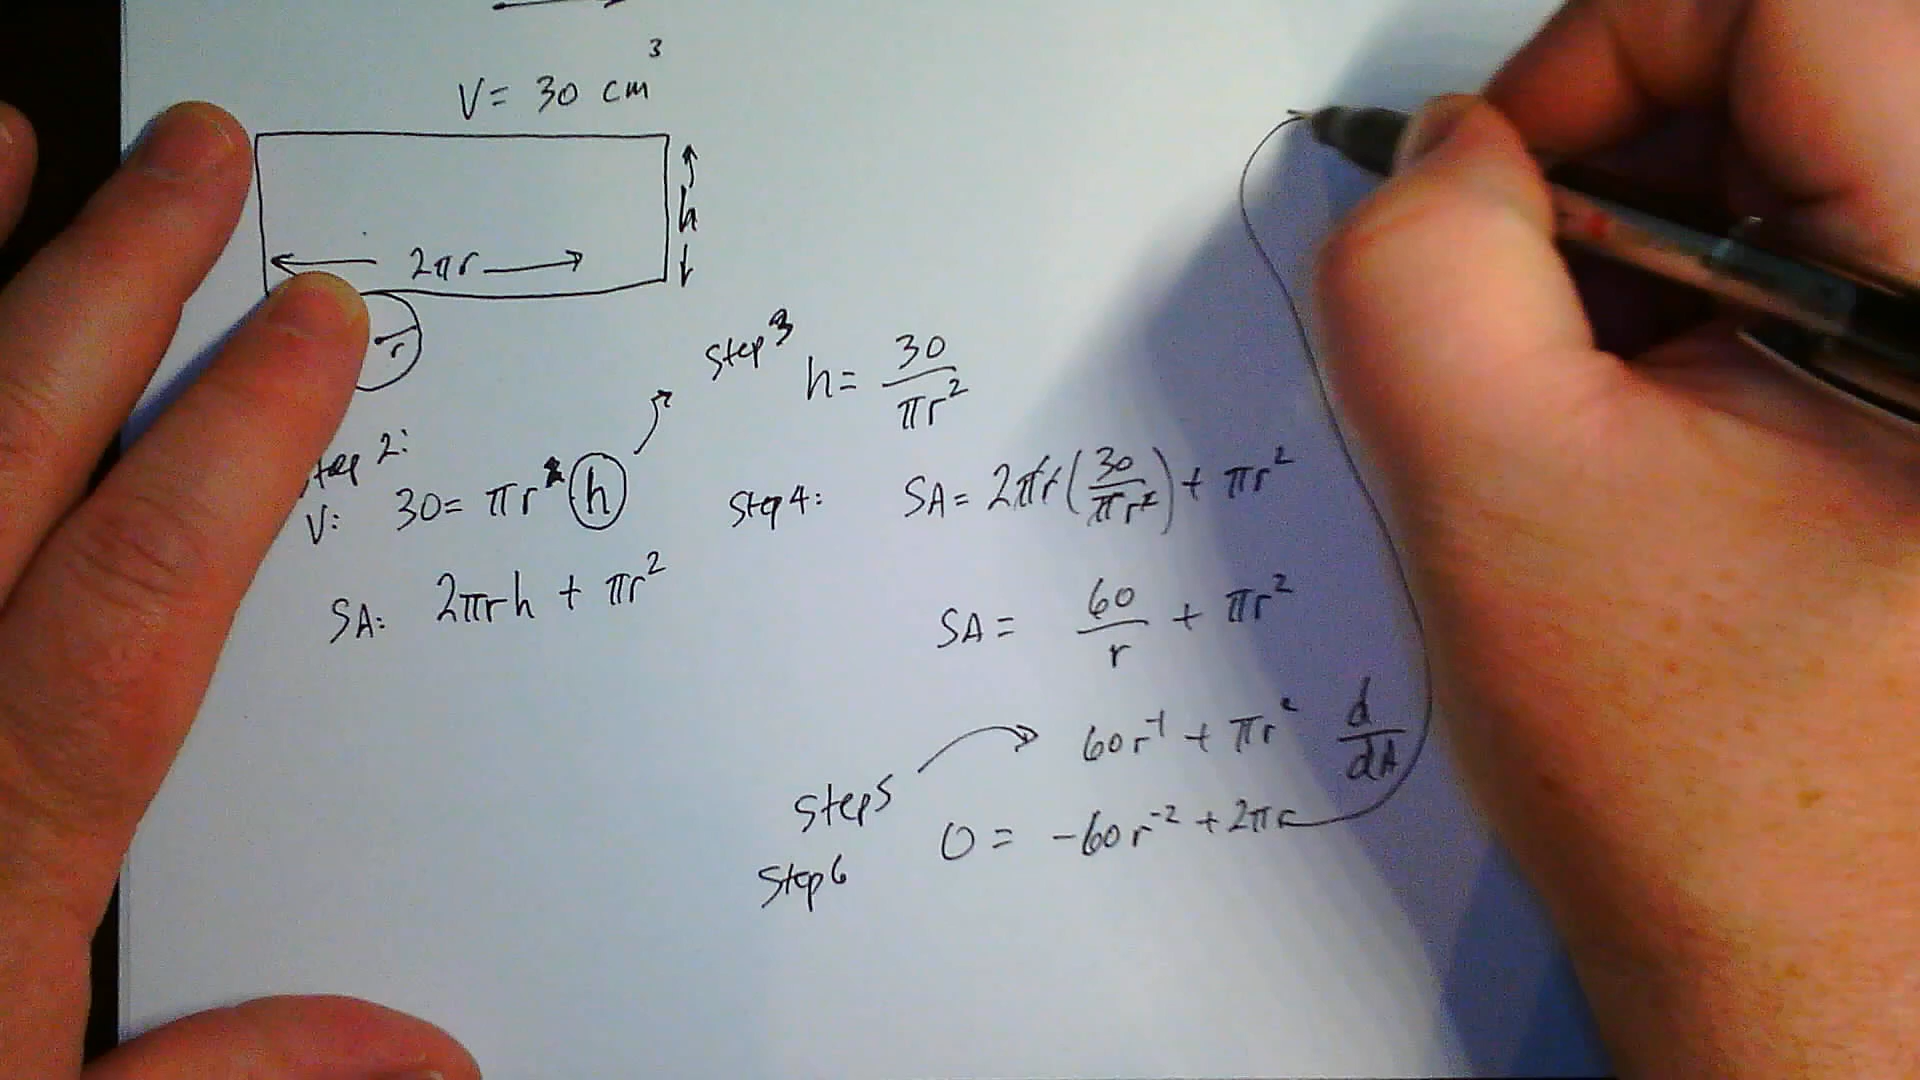 V = 30 cm³
h
2πr
r
Step 3
h = 30/πr²
Step 2:
V: 30 = πr² h
SA: 2πrh + πr²
Step 4: SA = 2πr(30/πr²) + πr²
SA = 60/r + πr²
60r⁻¹ + πr² d/dA
Step 5
0 = -60r⁻² + 2πr
Step 6